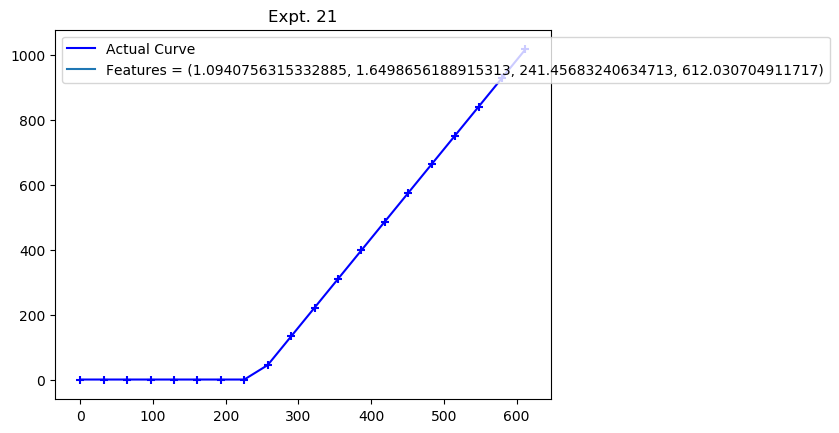 Expt. 21
Actual Curve
Features = (1.0940756315332885, 1.6498656188915313, 241.45683240634713, 612.030704911717)
1000
800
600
400
200
0
0 100 200 300 400 500 600